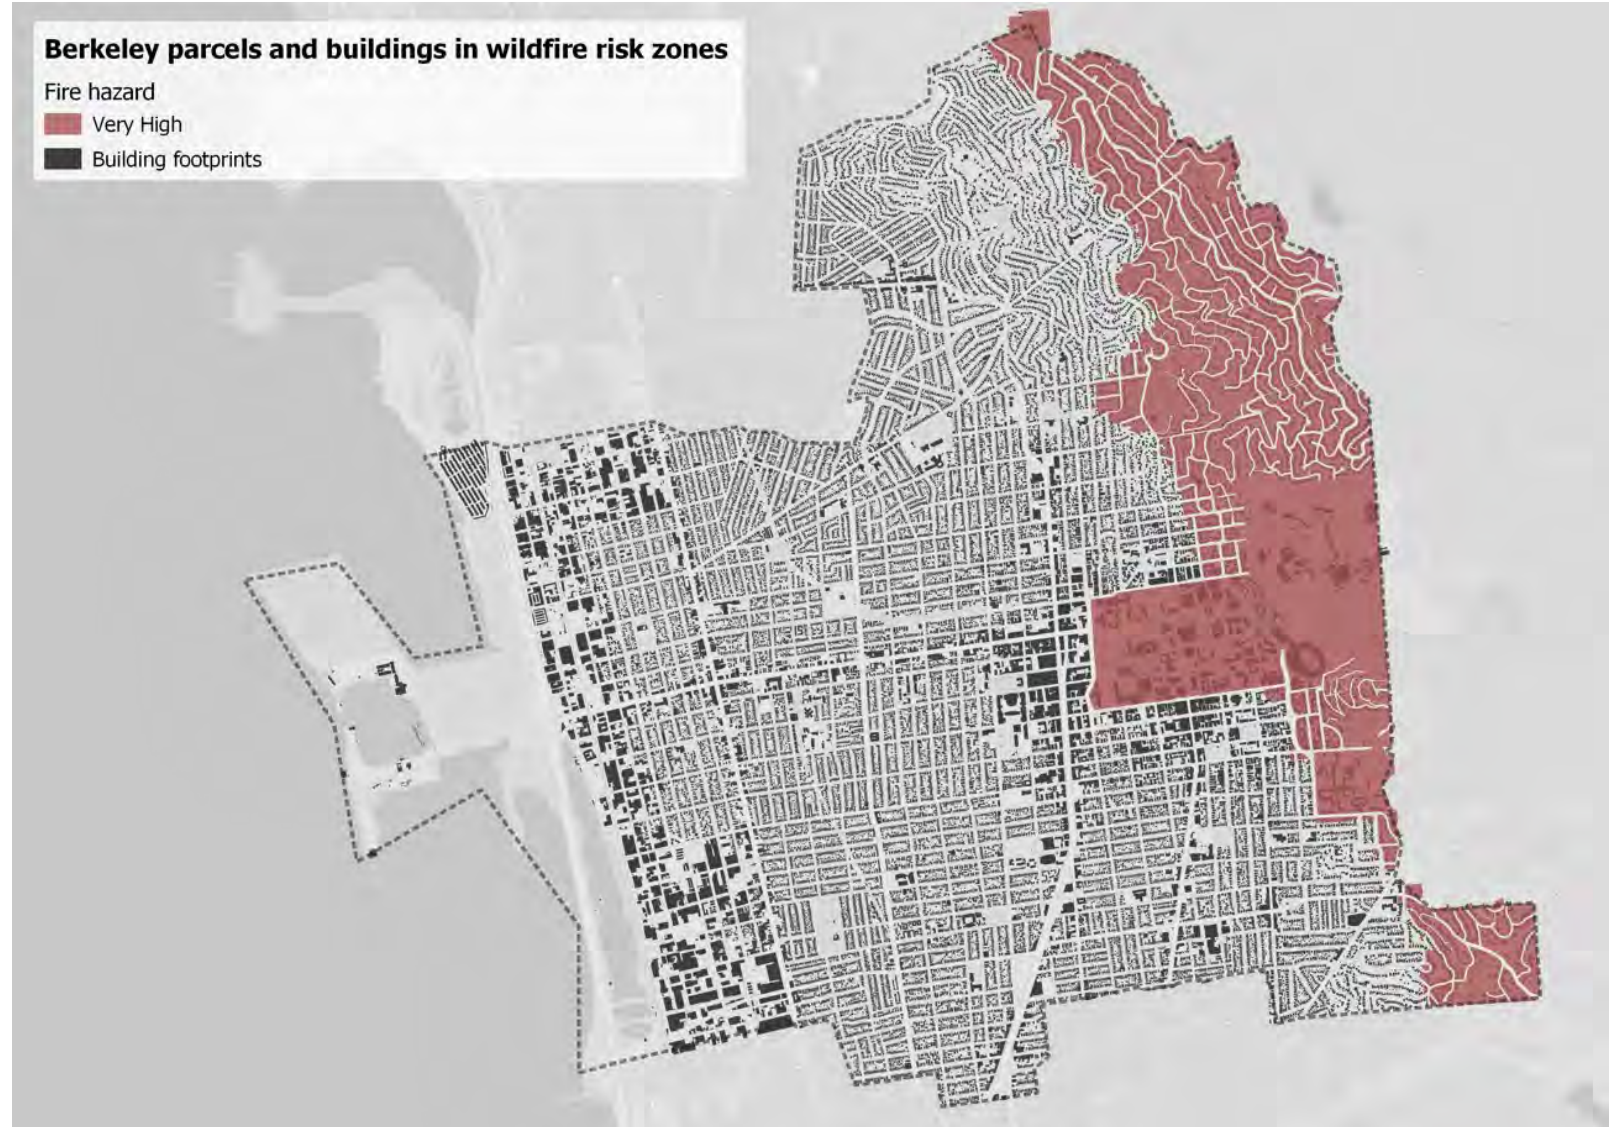 Berkeley parcels and buildings in wildfire risk zones
Fire hazard
Very High
Building footprints